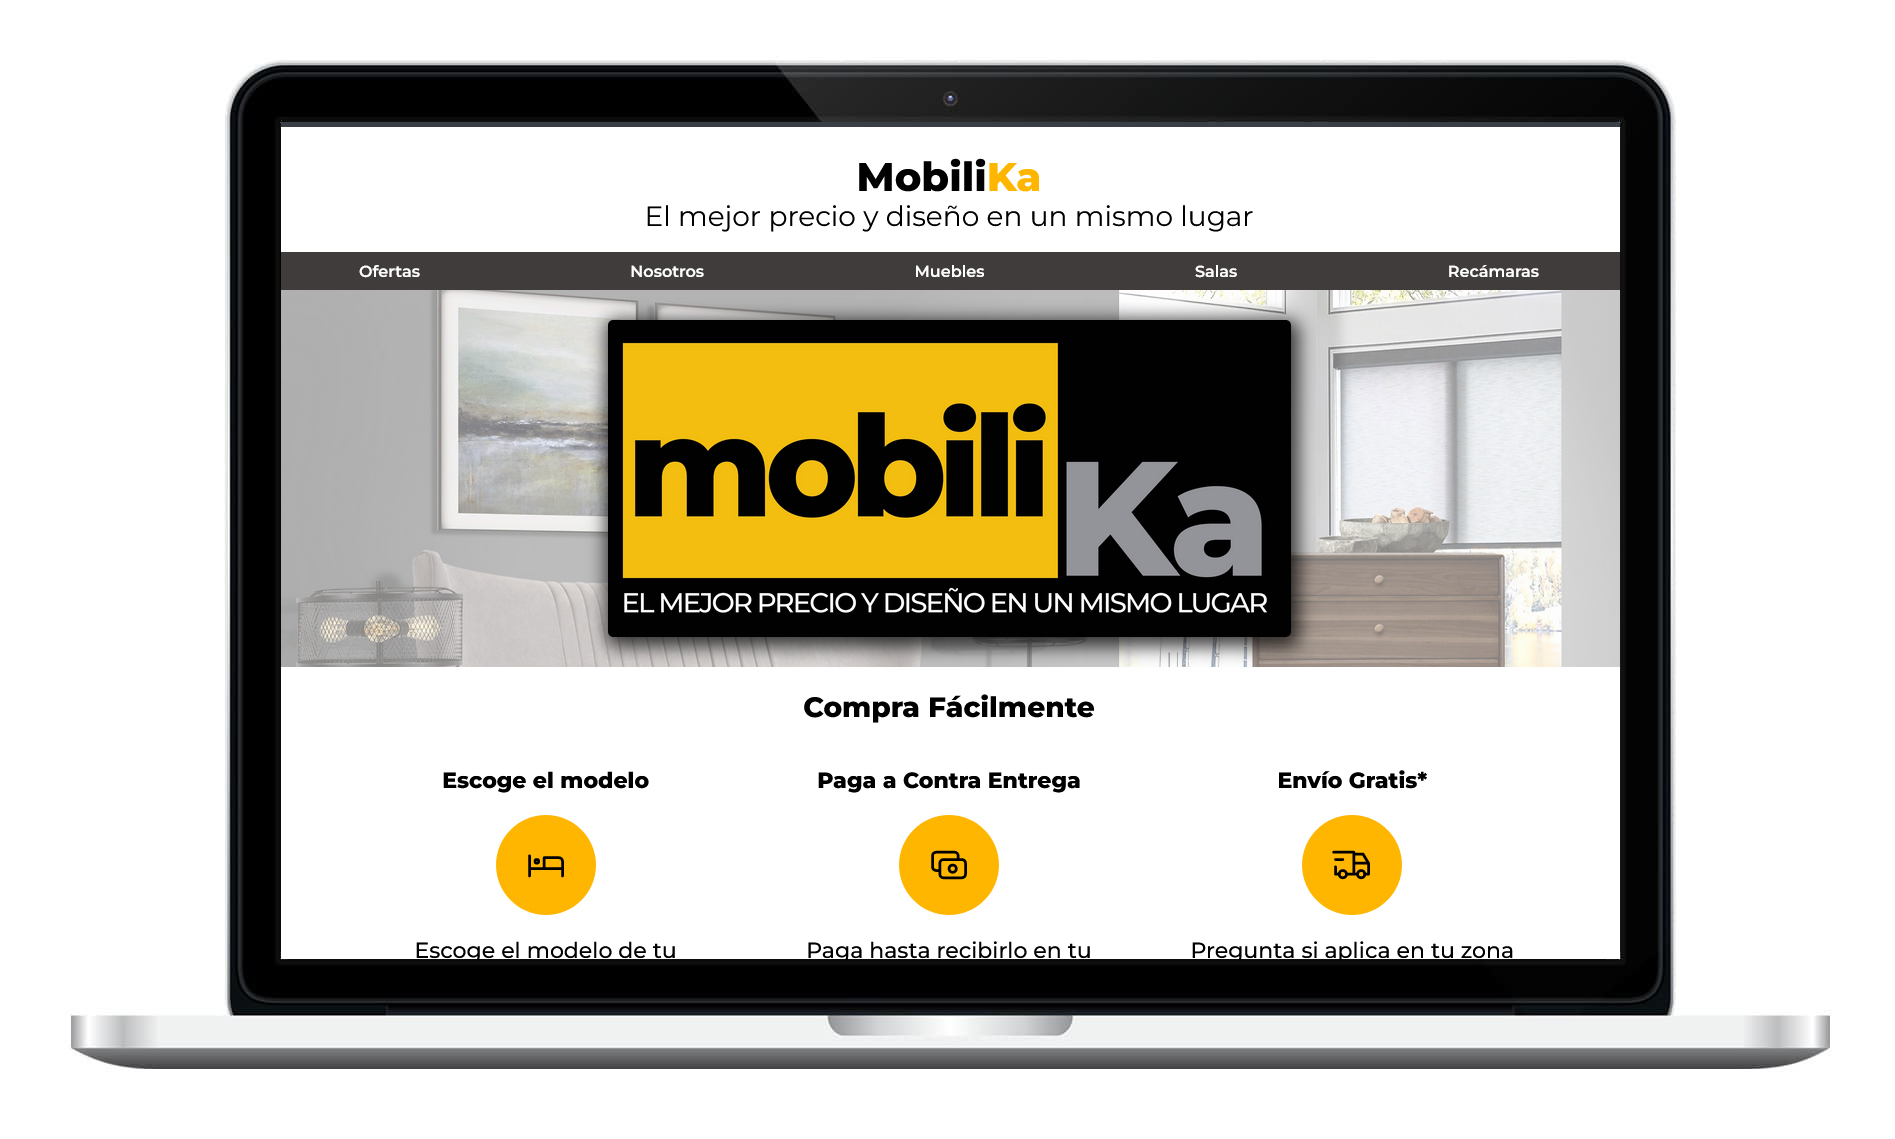 MobiliKa
El mejor precio y diseño en un mismo lugar
Ofertas Nosotros Muebles Salas Recámaras
mobili
Ka
EL MEJOR PRECIO Y DISEÑO EN UN MISMO LUGAR
Compra Fácilmente
Escoge el modelo Paga a Contra Entrega Envío Gratis*
Escoge el modelo de tu Paga hasta recibirlo en tu Pregunta si aplica en tu zona